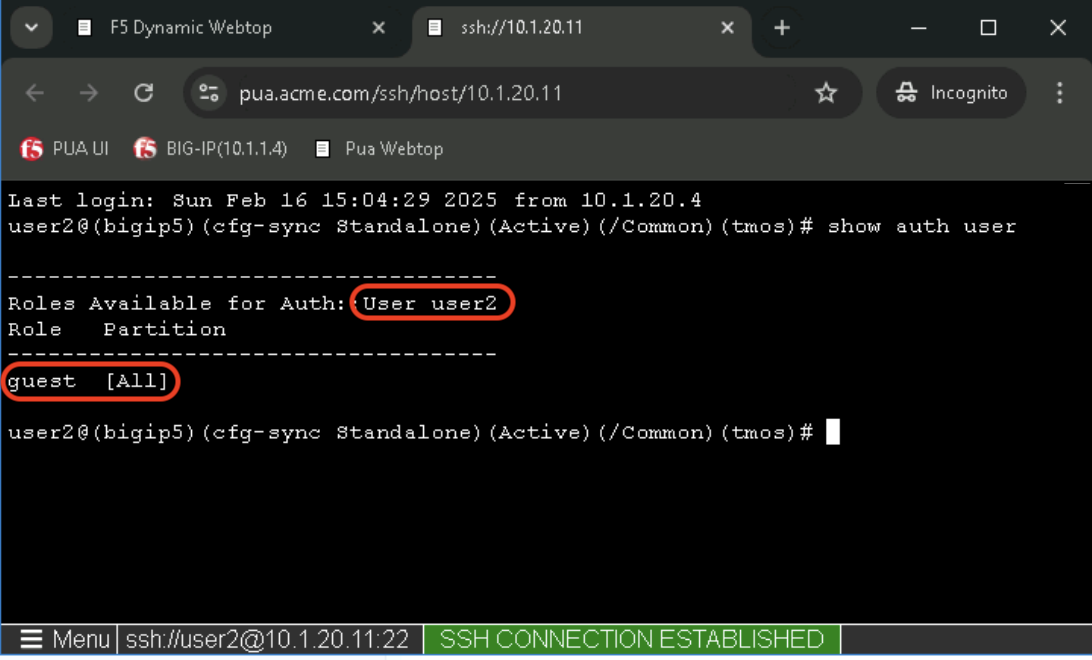 F5 Dynamic Webtop
ssh://10.1.20.11
pua.acme.com/ssh/host/10.1.20.11
Incognito
f5 PUA UI f5 BIG-IP(10.1.1.4) Pua Webtop
Last login: Sun Feb 16 15:04:29 2025 from 10.1.20.4
user2@(bigip5)(cfg-sync Standalone)(Active)(/Common)(tmos)# show auth user
------------------------------------
Roles Available for Auth::User user2
Role Partition
------------------------------------
guest [All]
user2@(bigip5)(cfg-sync Standalone)(Active)(/Common)(tmos)#
Menu ssh://user2@10.1.20.11:22 SSH CONNECTION ESTABLISHED